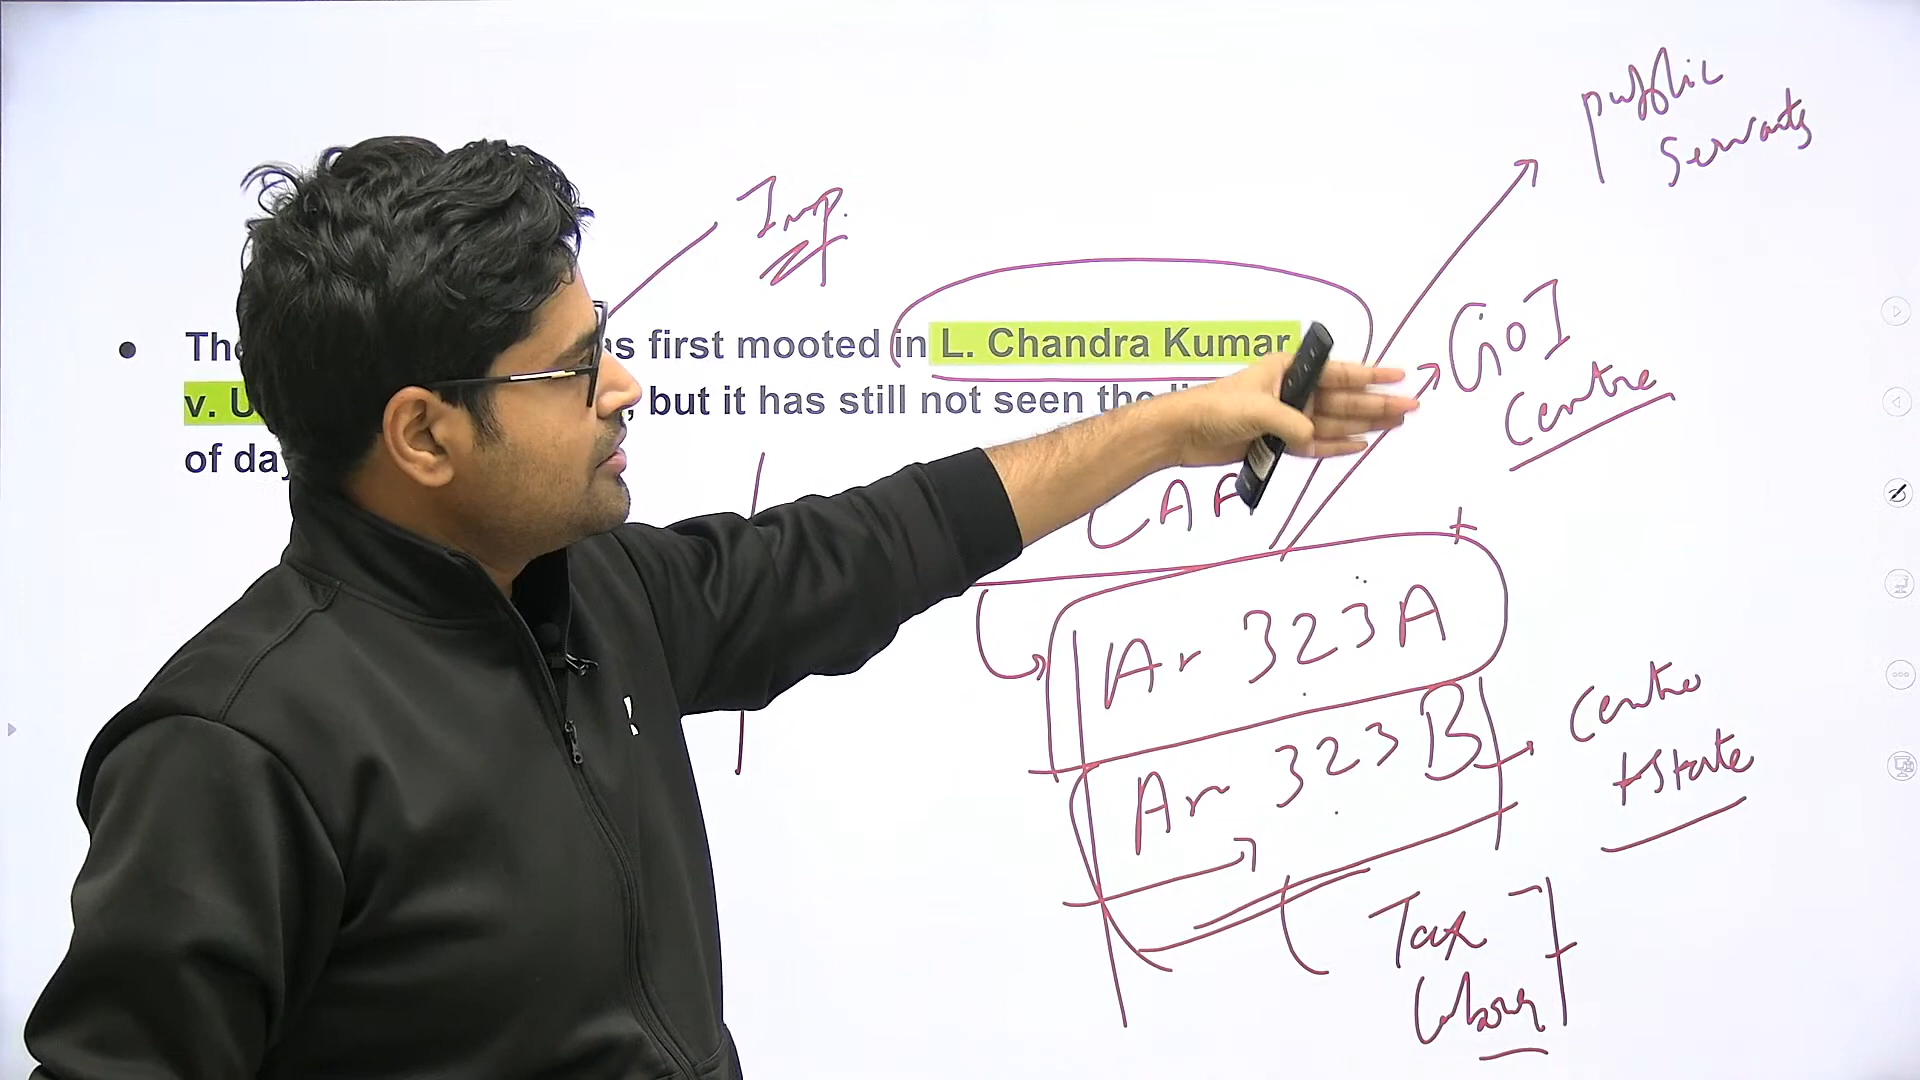 public
servants
Imp.
GOI
Centre
The s first mooted in L. Chandra Kumar
v. U , but it has still not seen the
of day
CAA
Ar 323A
Ar 323B
Centre
+State
Tax
Labour